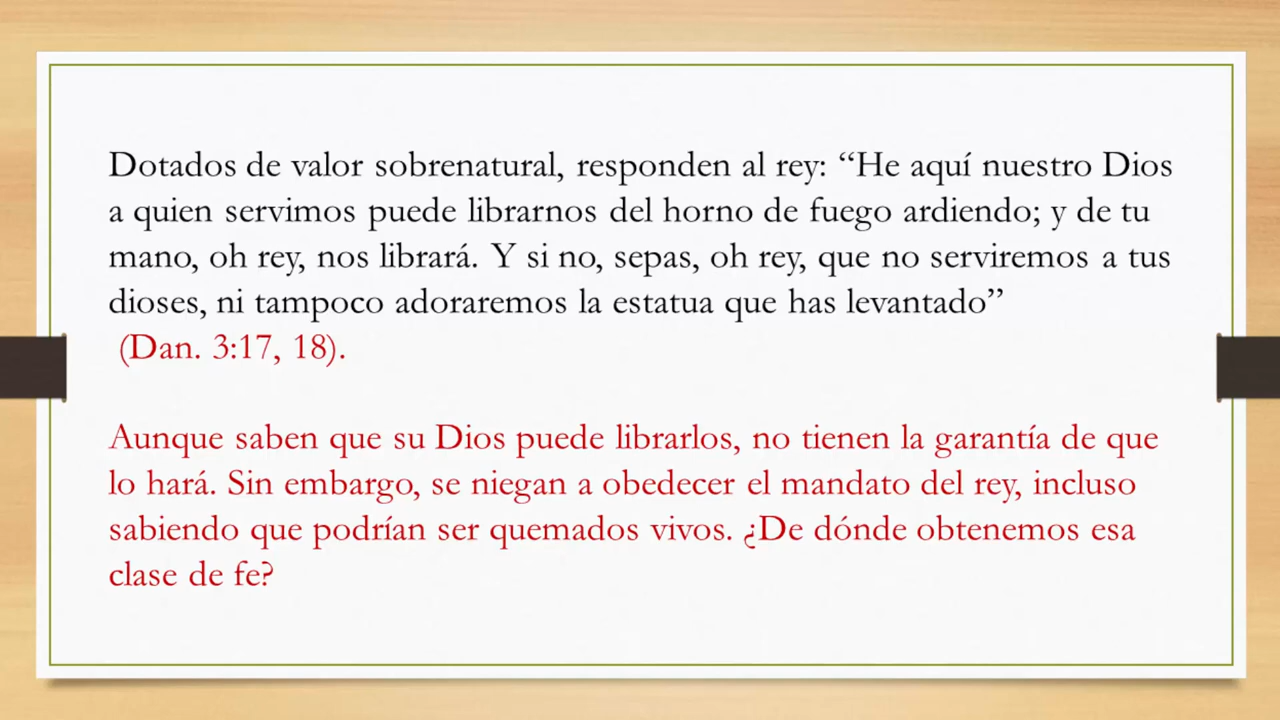 Dotados de valor sobrenatural, responden al rey: “He aquí nuestro Dios
a quien servimos puede librarnos del horno de fuego ardiendo; y de tu
mano, oh rey, nos librará. Y si no, sepas, oh rey, que no serviremos a tus
dioses, ni tampoco adoraremos la estatua que has levantado”
(Dan. 3:17, 18).
Aunque saben que su Dios puede librarlos, no tienen la garantía de que
lo hará. Sin embargo, se niegan a obedecer el mandato del rey, incluso
sabiendo que podrían ser quemados vivos. ¿De dónde obtenemos esa
clase de fe?